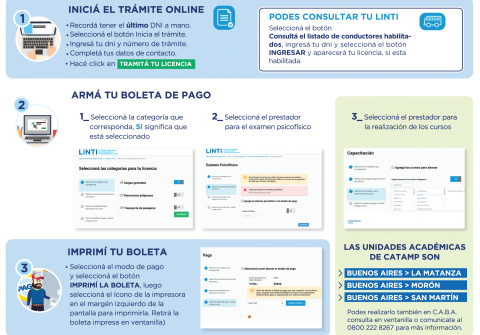 1
INICIÁ EL TRÁMITE ONLINE
• Recordá tener el último DNI a mano.
• Seleccioná el botón Inicia el trámite.
• Ingresá tu dni y número de trámite.
• Completá tus datos de contacto.
• Hacé click en TRAMITÁ TU LICENCIA
PODES CONSULTAR TU LINTI
Seleccioná el botón
Consultá el listado de conductores habilita-
dos, ingresá tu dni y seleccioná el botón
INGRESAR y aparecerá tu licencia, si esta
habilitada.
2
ARMÁ TU BOLETA DE PAGO
1_ Seleccioná la categoría que
corresponda, SI significa que
está seleccionado
LiNTI
Seleccioná las categorías para la licencia
Cargas generales
Mercancías peligrosas
Transporte de pasajeros
2_ Seleccioná el prestador
para el examen psicofísico
LiNTI
Exámen Psicofísico
3_ Seleccioná el prestador para
la realización de los cursos
Capacitación
3
PAGO
IMPRIMÍ TU BOLETA
• Seleccioná el modo de pago
y seleccioná el botón
IMPRIMÍ LA BOLETA, luego
seleccioná el ícono de la impresora
en el margen izquierdo de la
pantalla para imprimirla. Retirá la
boleta impresa en ventanilla)
Pago
LAS UNIDADES ACADÉMICAS
DE CATAMP SON
> BUENOS AIRES > LA MATANZA
> BUENOS AIRES > MORÓN
> BUENOS AIRES > SAN MARTÍN
Podes realizarlo también en C.A.B.A.
consulta en ventanilla o comunicate al
0800 222 8267 para más información.